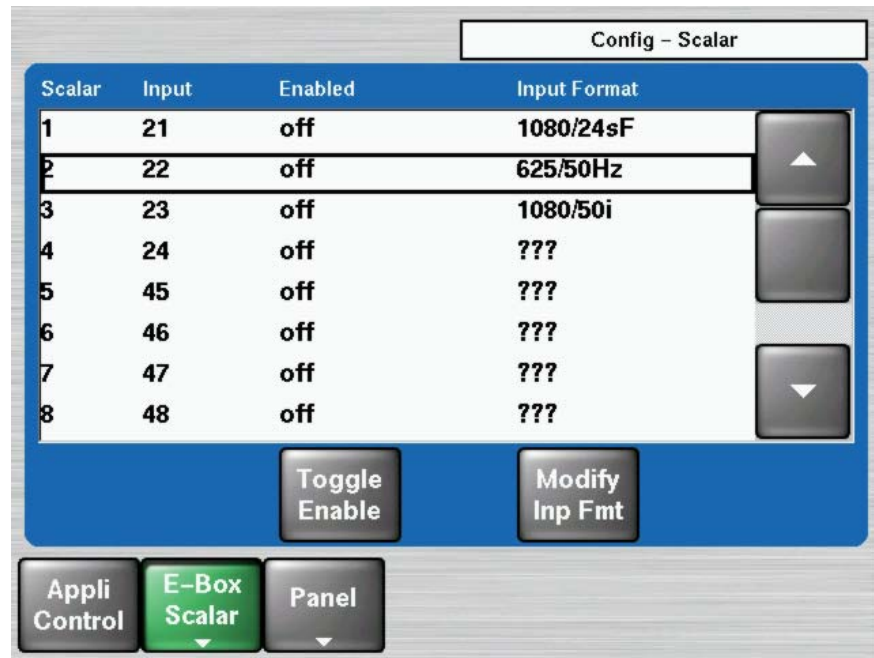 Config – Scalar
Scalar Input Enabled Input Format
1 21 off 1080/24sF
2 22 off 625/50Hz
3 23 off 1080/50i
4 24 off ???
5 45 off ???
6 46 off ???
7 47 off ???
8 48 off ???
Toggle Enable
Modify Inp Fmt
Appli Control
E–Box Scalar
Panel